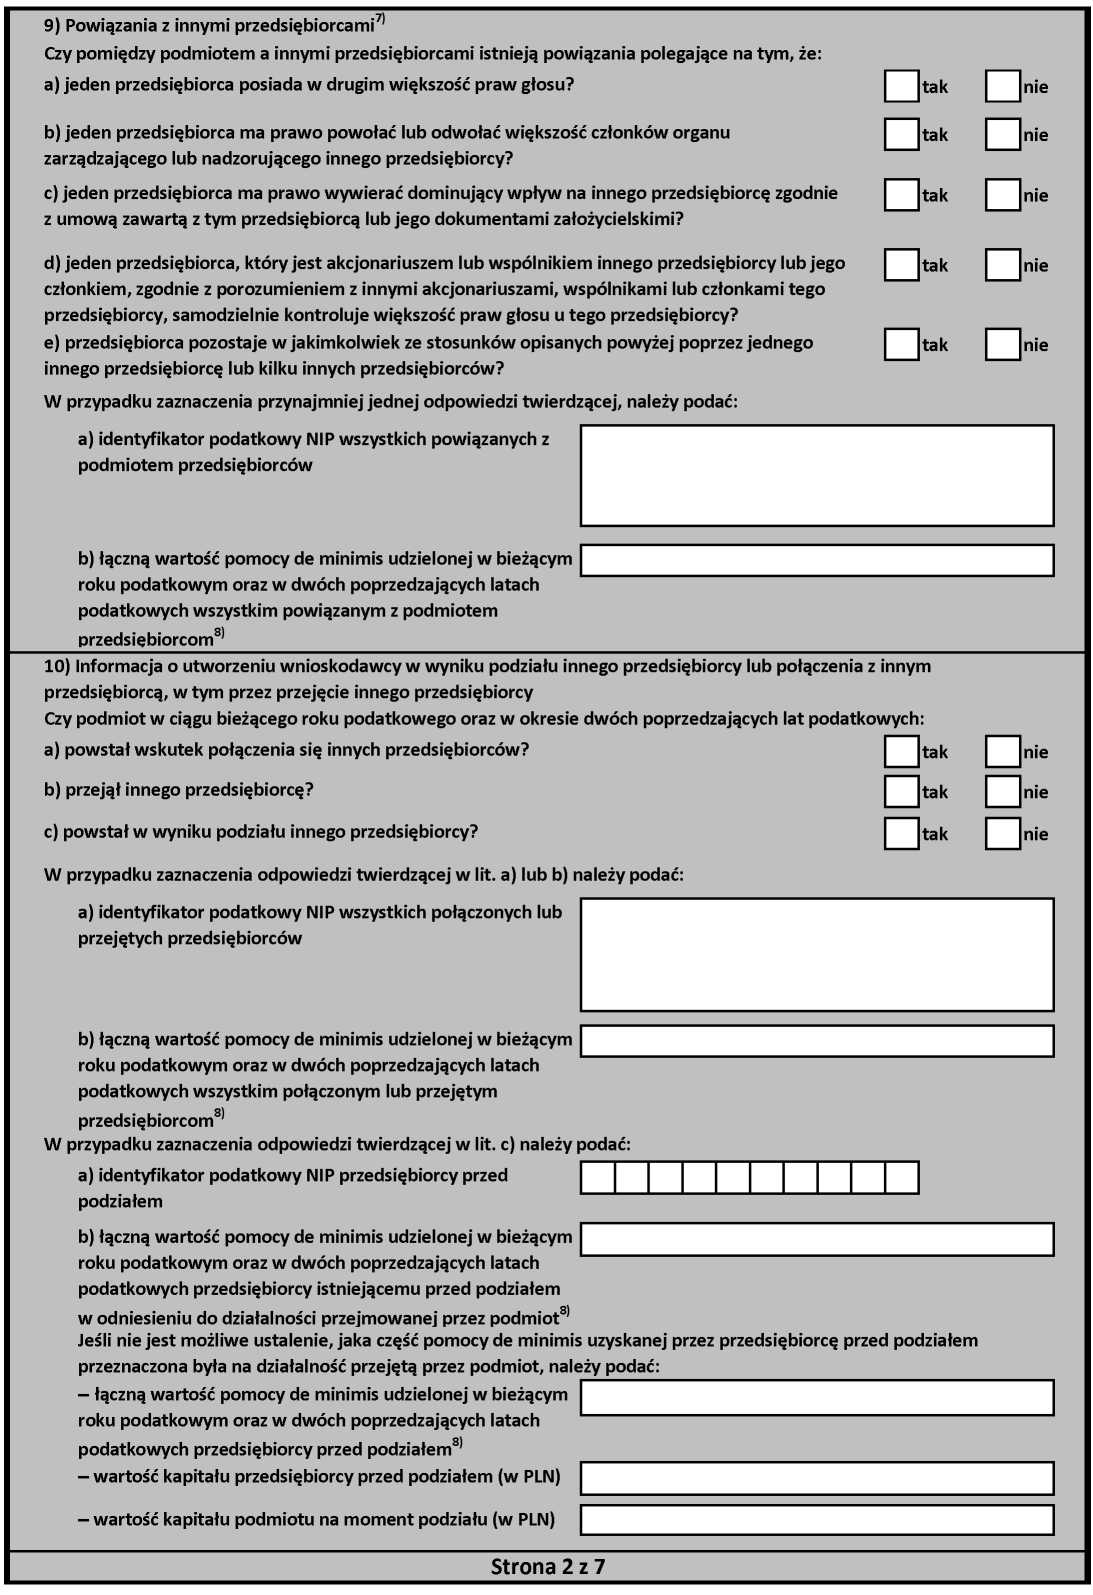 9) Powiązania z innymi przedsiębiorcami7)
Czy pomiędzy podmiotem a innymi przedsiębiorcami istnieją powiązania polegające na tym, że:
a) jeden przedsiębiorca posiada w drugim większość praw głosu?
tak nie
b) jeden przedsiębiorca ma prawo powołać lub odwołać większość członków organu
zarządzającego lub nadzorującego innego przedsiębiorcy?
tak nie
c) jeden przedsiębiorca ma prawo wywierać dominujący wpływ na innego przedsiębiorcę zgodnie
z umową zawartą z tym przedsiębiorcą lub jego dokumentami założycielskimi?
tak nie
d) jeden przedsiębiorca, który jest akcjonariuszem lub wspólnikiem innego przedsiębiorcy lub jego
członkiem, zgodnie z porozumieniem z innymi akcjonariuszami, wspólnikami lub członkami tego
przedsiębiorcy, samodzielnie kontroluje większość praw głosu u tego przedsiębiorcy?
tak nie
e) przedsiębiorca pozostaje w jakimkolwiek ze stosunków opisanych powyżej poprzez jednego
innego przedsiębiorcę lub kilku innych przedsiębiorców?
tak nie
W przypadku zaznaczenia przynajmniej jednej odpowiedzi twierdzącej, należy podać:
a) identyfikator podatkowy NIP wszystkich powiązanych z
podmiotem przedsiębiorców
b) łączną wartość pomocy de minimis udzielonej w bieżącym
roku podatkowym oraz w dwóch poprzedzających latach
podatkowych wszystkim powiązanym z podmiotem
przedsiębiorcom8)
10) Informacja o utworzeniu wnioskodawcy w wyniku podziału innego przedsiębiorcy lub połączenia z innym
przedsiębiorcą, w tym przez przejęcie innego przedsiębiorcy
Czy podmiot w ciągu bieżącego roku podatkowego oraz w okresie dwóch poprzedzających lat podatkowych:
a) powstał wskutek połączenia się innych przedsiębiorców?
tak nie
b) przejął innego przedsiębiorcę?
tak nie
c) powstał w wyniku podziału innego przedsiębiorcy?
tak nie
W przypadku zaznaczenia odpowiedzi twierdzącej w lit. a) lub b) należy podać:
a) identyfikator podatkowy NIP wszystkich połączonych lub
przejętych przedsiębiorców
b) łączną wartość pomocy de minimis udzielonej w bieżącym
roku podatkowym oraz w dwóch poprzedzających latach
podatkowych wszystkim połączonym lub przejętym
przedsiębiorcom8)
W przypadku zaznaczenia odpowiedzi twierdzącej w lit. c) należy podać:
a) identyfikator podatkowy NIP przedsiębiorcy przed
podziałem
b) łączną wartość pomocy de minimis udzielonej w bieżącym
roku podatkowym oraz w dwóch poprzedzających latach
podatkowych przedsiębiorcy istniejącemu przed podziałem
w odniesieniu do działalności przejmowanej przez podmiot8)
Jeśli nie jest możliwe ustalenie, jaka część pomocy de minimis uzyskanej przez przedsiębiorcę przed podziałem
przeznaczona była na działalność przejętą przez podmiot, należy podać:
– łączną wartość pomocy de minimis udzielonej w bieżącym
roku podatkowym oraz w dwóch poprzedzających latach
podatkowych przedsiębiorcy przed podziałem8)
– wartość kapitału przedsiębiorcy przed podziałem (w PLN)
– wartość kapitału podmiotu na moment podziału (w PLN)
Strona 2 z 7